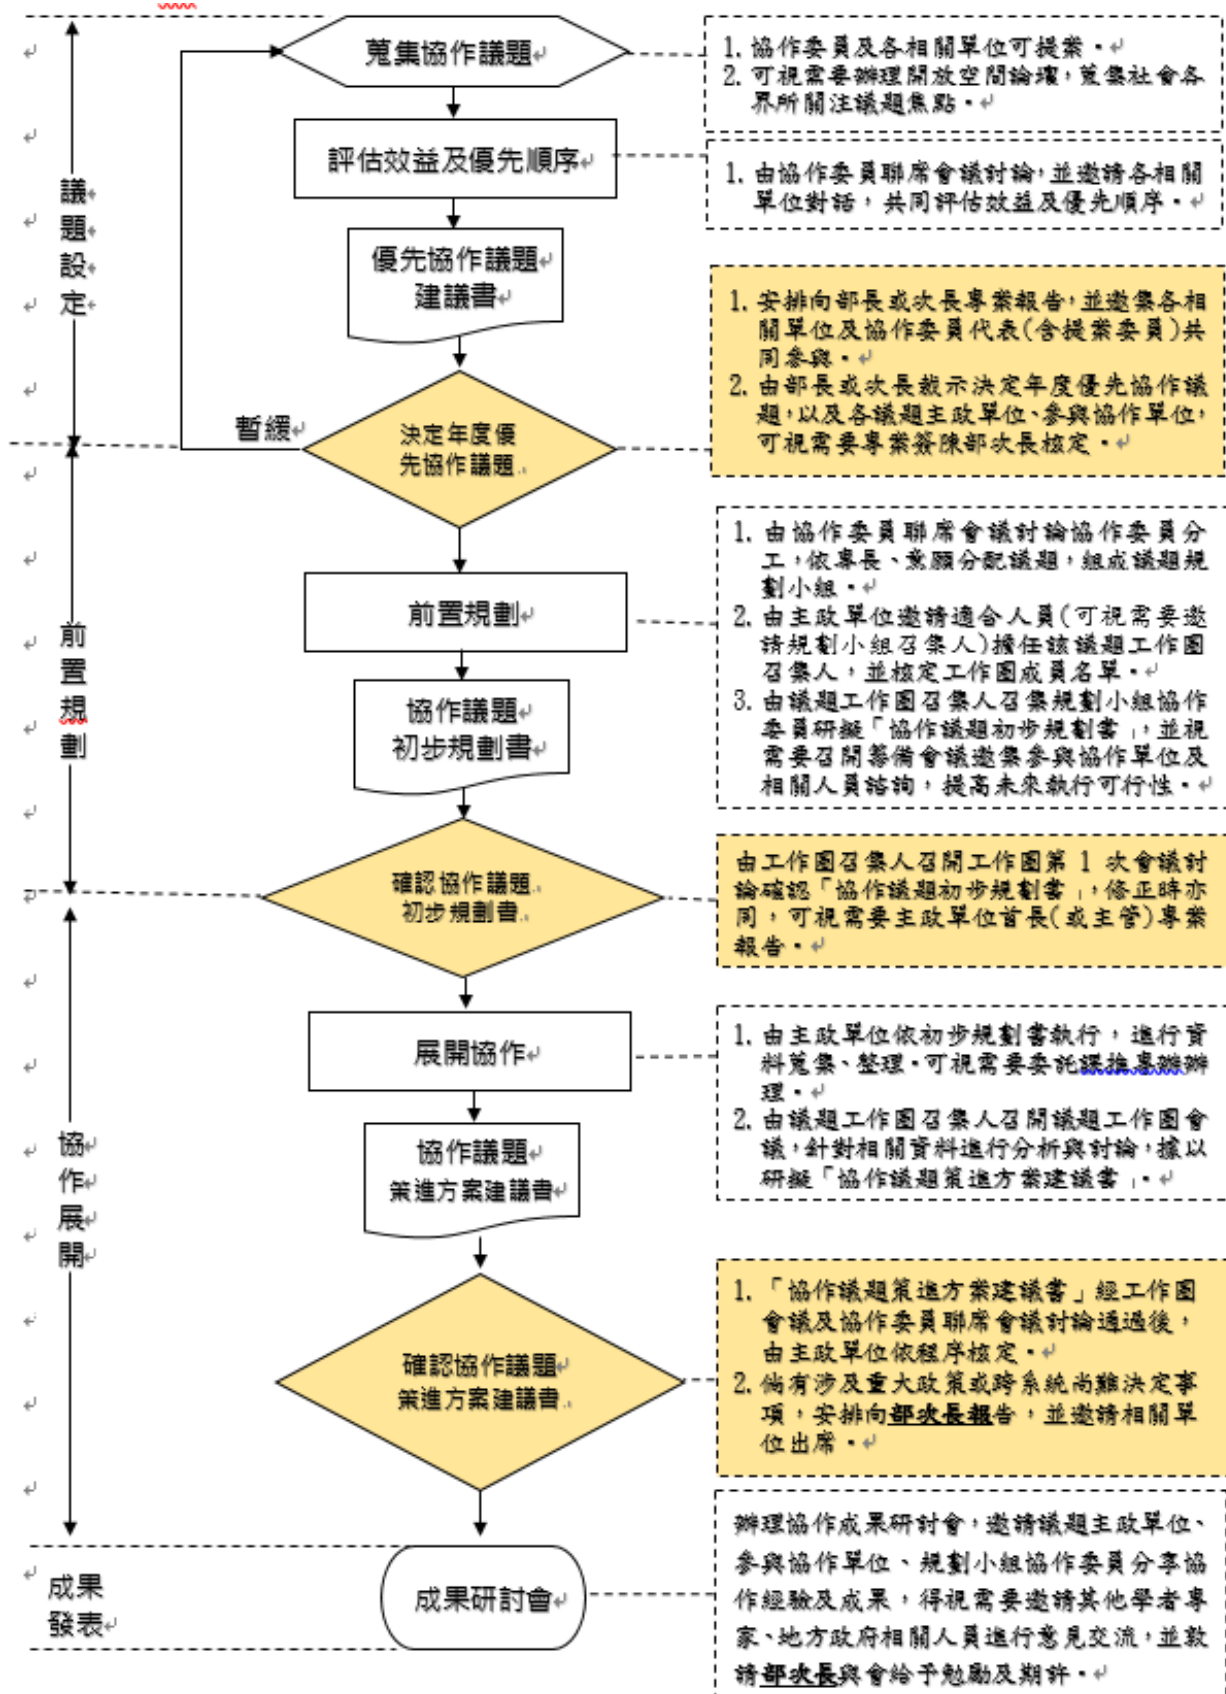 蒐集協作議題
1. 協作委員及各相關單位可提案。
2. 可視需要辦理開放空間論壇，蒐集社會各
界所關注議題焦點。
評估效益及優先順序
1. 由協作委員聯席會議討論，並邀請各相關
單位對話，共同評估效益及優先順序。
議
題
設
定
優先協作議題
建議書
1. 安排向部長或次長專案報告，並邀集各相
關單位及協作委員代表(含提案委員)共
同參與。
2. 由部長或次長裁示決定年度優先協作議
題，以及各議題主政單位、參與協作單位，
可視需要專案簽陳部次長核定。
暫緩
決定年度優
先協作議題
1. 由協作委員聯席會議討論協作委員分
工，依專長、意願分配議題，組成議題規
劃小組。
2. 由主政單位邀請適合人員(可視需要邀
請規劃小組召集人)擔任該議題工作圈
召集人，並核定工作圈成員名單。
3. 由議題工作圈召集人召集規劃小組協作
委員研擬「協作議題初步規劃書」，並視
需要召開籌備會議邀集參與協作單位及
相關人員諮詢，提高未來執行可行性。
前置規劃
前
置
規
劃
協作議題
初步規劃書
確認協作議題
初步規劃書
由工作圈召集人召開工作圈第 1 次會議討
論確認「協作議題初步規劃書」，修正時亦
同，可視需要主政單位首長(或主管)專案
報告。
展開協作
1. 由主政單位依初步規劃書執行，進行資
料蒐集、整理。可視需要委託課推專辦辦
理。
2. 由議題工作圈召集人召開議題工作圈會
議，針對相關資料進行分析與討論，據以
研擬「協作議題策進方案建議書」。
協
作
展
開
協作議題
策進方案建議書
確認協作議題
策進方案建議書
1. 「協作議題策進方案建議書」經工作圈
會議及協作委員聯席會議討論通過後，
由主政單位依程序核定。
2. 倘有涉及重大政策或跨系統尚難決定事
項，安排向部次長報告，並邀請相關單
位出席。
成果
發表
成果研討會
辦理協作成果研討會，邀請議題主政單位、
參與協作單位、規劃小組協作委員分享協
作經驗及成果，得視需要邀請其他學者專
家、地方政府相關人員進行意見交流，並敦
請部次長與會給予勉勵及期許。